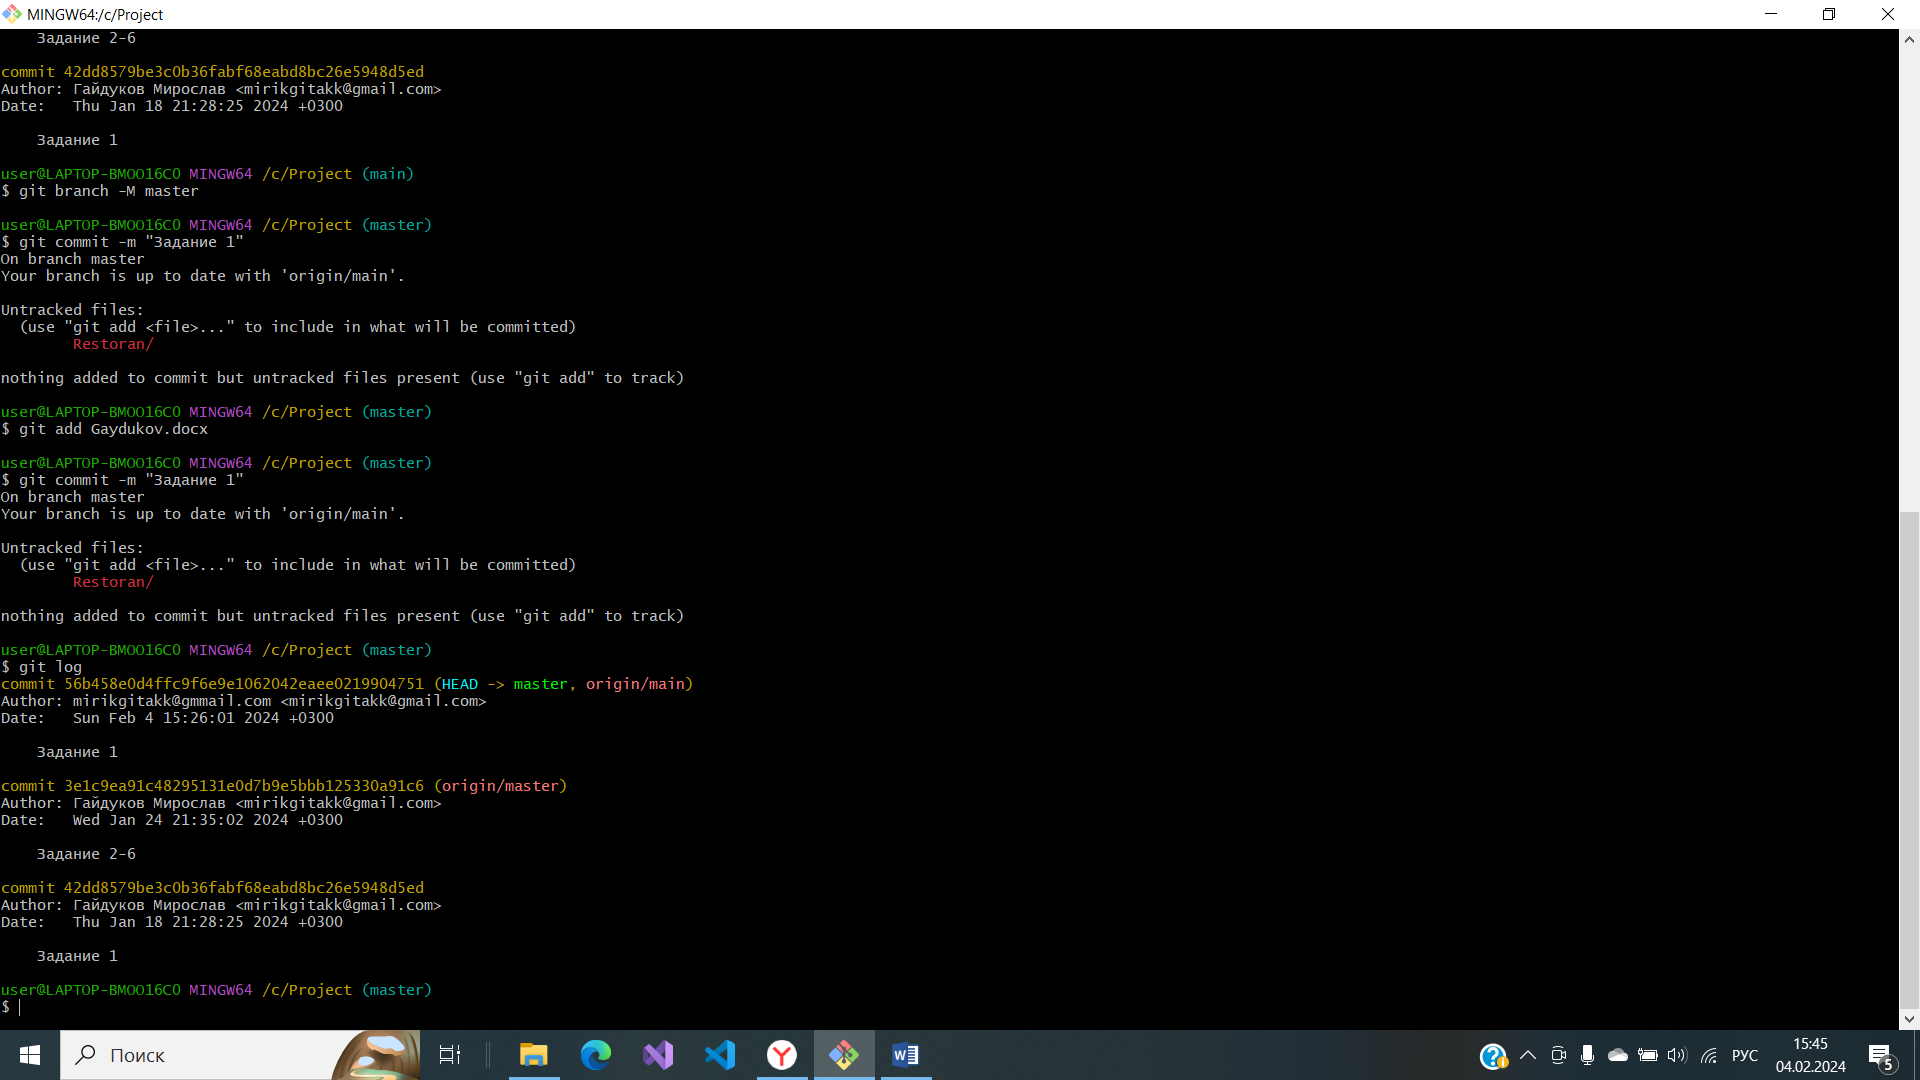 MINGW64:/c/Project
Задание 2-6
commit 42dd8579be3c0b36fabf68eabd8bc26e5948d5ed
Author: Гайдуков Мирослав <mirikgitakk@gmail.com>
Date:   Thu Jan 18 21:28:25 2024 +0300
Задание 1
user@LAPTOP-BMOO16C0 MINGW64 /c/Project (main)
$ git branch -M master
user@LAPTOP-BMOO16C0 MINGW64 /c/Project (master)
$ git commit -m "Задание 1"
On branch master
Your branch is up to date with 'origin/main'.
Untracked files:
(use "git add <file>..." to include in what will be committed)
Restoran/
nothing added to commit but untracked files present (use "git add" to track)
user@LAPTOP-BMOO16C0 MINGW64 /c/Project (master)
$ git add Gaydukov.docx
user@LAPTOP-BMOO16C0 MINGW64 /c/Project (master)
$ git commit -m "Задание 1"
On branch master
Your branch is up to date with 'origin/main'.
Untracked files:
(use "git add <file>..." to include in what will be committed)
Restoran/
nothing added to commit but untracked files present (use "git add" to track)
user@LAPTOP-BMOO16C0 MINGW64 /c/Project (master)
$ git log
commit 56b458e0d4ffc9f6e9e1062042eaee0219904751 (HEAD -> master, origin/main)
Author: mirikgitakk@gmmail.com <mirikgitakk@gmail.com>
Date:   Sun Feb 4 15:26:01 2024 +0300
Задание 1
commit 3e1c9ea91c48295131e0d7b9e5bbb125330a91c6 (origin/master)
Author: Гайдуков Мирослав <mirikgitakk@gmail.com>
Date:   Wed Jan 24 21:35:02 2024 +0300
Задание 2-6
commit 42dd8579be3c0b36fabf68eabd8bc26e5948d5ed
Author: Гайдуков Мирослав <mirikgitakk@gmail.com>
Date:   Thu Jan 18 21:28:25 2024 +0300
Задание 1
user@LAPTOP-BMOO16C0 MINGW64 /c/Project (master)
$
Поиск
РУС
15:45
04.02.2024
5